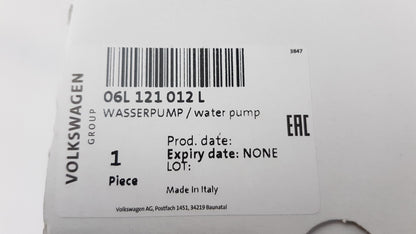 3847
VOLKSWAGEN
GROUP
06L 121 012 L
WASSERPUMP / water pump
EAC
Prod. date:
Expiry date: NONE
LOT:
1
Piece
Made In Italy
Volkswagen AG, Postfach 1451, 34219 Baunatal